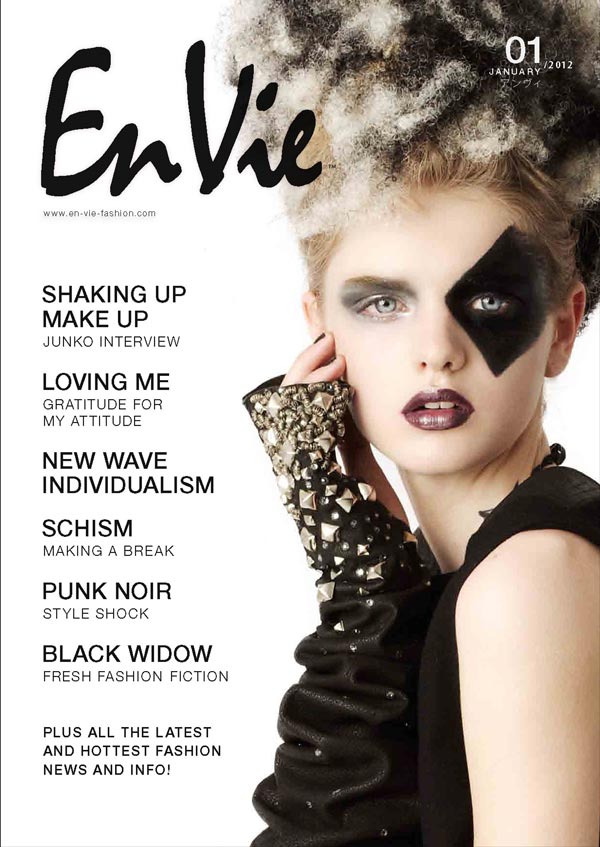 En Vie™
www.en-vie-fashion.com
01
JANUARY /2012
アンヴィ
SHAKING UP
MAKE UP
JUNKO INTERVIEW
LOVING ME
GRATITUDE FOR
MY ATTITUDE
NEW WAVE
INDIVIDUALISM
SCHISM
MAKING A BREAK
PUNK NOIR
STYLE SHOCK
BLACK WIDOW
FRESH FASHION FICTION
PLUS ALL THE LATEST
AND HOTTEST FASHION
NEWS AND INFO!